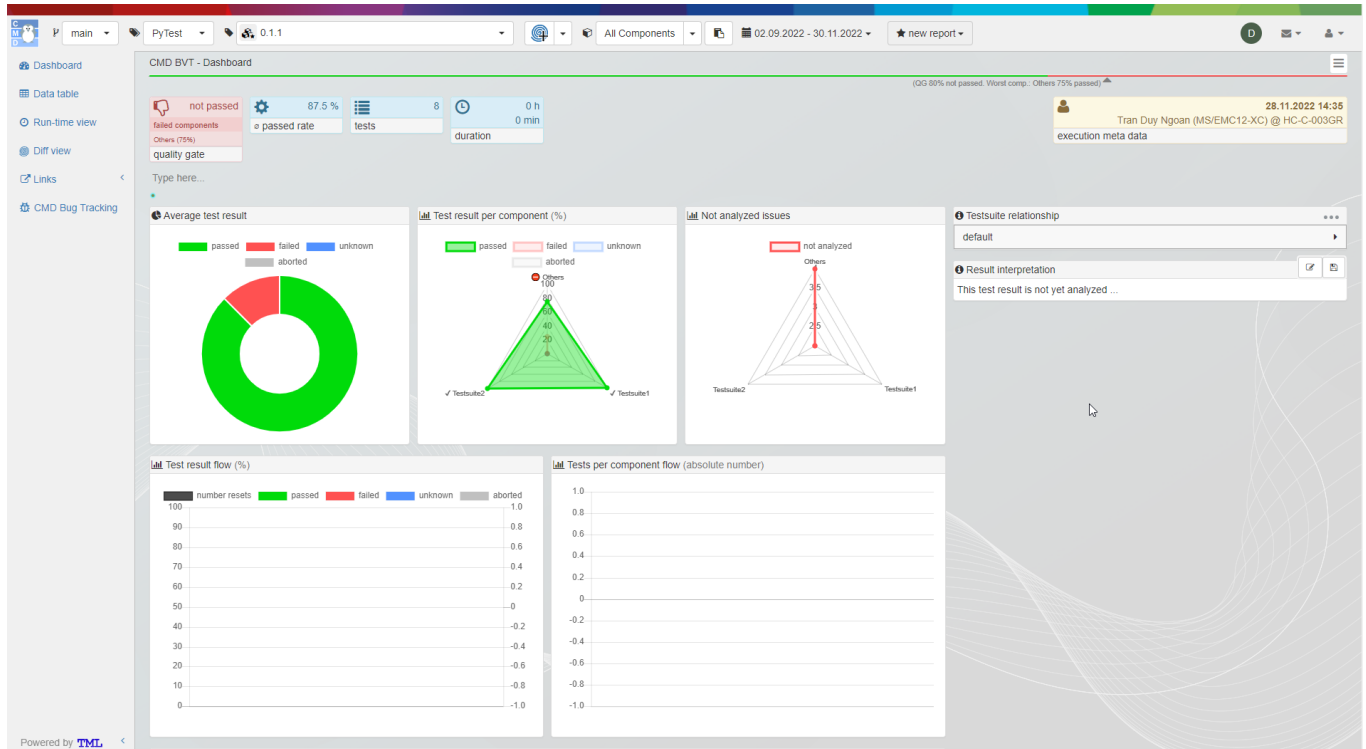 C
M
D
main
PyTest
0.1.1
All Components
02.09.2022 - 30.11.2022
new report
D
Dashboard
Data table
Run-time view
Diff view
Links
CMD Bug Tracking
CMD BVT - Dashboard
(QG 80% not passed. Worst comp.: Others 75% passed)
not passed
failed components
Others (75%)
quality gate
87.5 %
ø passed rate
8
tests
0 h
0 min
duration
28.11.2022 14:35
Tran Duy Ngoan (MS/EMC12-XC) @ HC-C-003GR
execution meta data
Type here...
Average test result
passed failed unknown
aborted
Test result per component (%)
passed failed unknown
aborted
Others
100
80
60
40
20
✓ Testsuite2
✓ Testsuite1
Not analyzed issues
not analyzed
Others
3.5
3
2.5
Testsuite2
Testsuite1
Testsuite relationship
default
Result interpretation
This test result is not yet analyzed ...
Test result flow (%)
number resets passed failed unknown aborted
100 1.0
90 0.8
80 0.6
70 0.4
60 0.2
50 0
40 -0.2
30 -0.4
20 -0.6
10 -0.8
0 -1.0
Tests per component flow (absolute number)
1.0
0.8
0.6
0.4
0.2
0
-0.2
-0.4
-0.6
-0.8
-1.0
Powered by TML